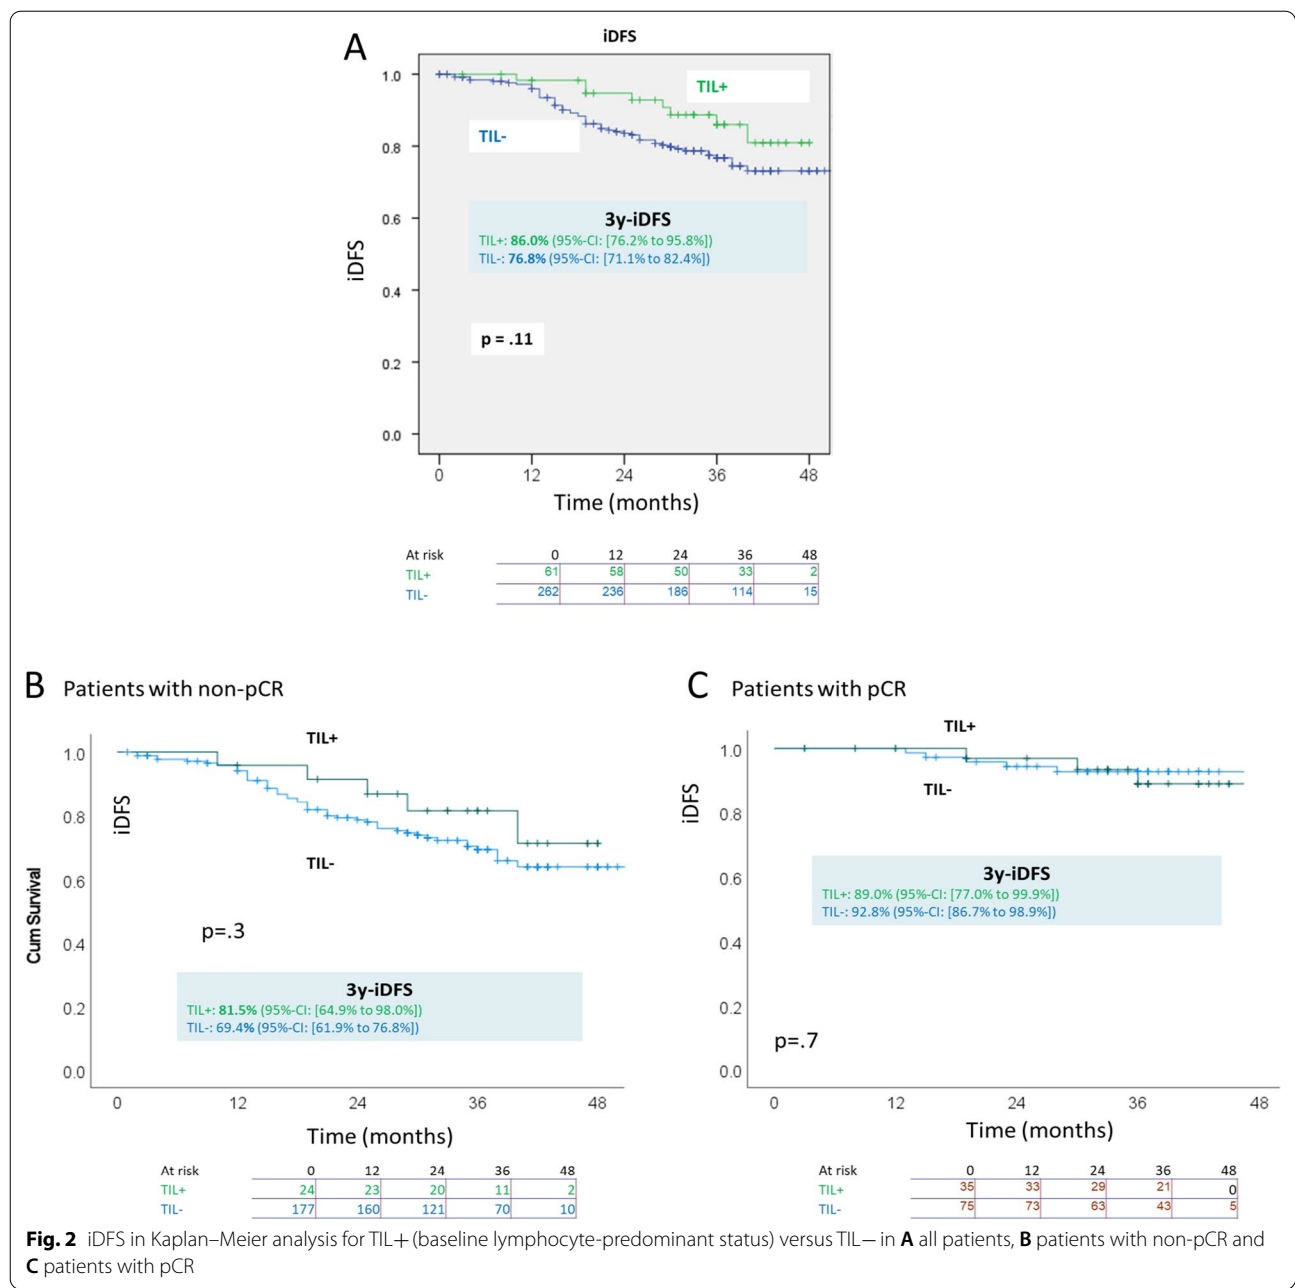 A
iDFS
TIL+
TIL-
3y-iDFS
TIL+: 86.0% (95%-CI: [76.2% to 95.8%])
TIL-: 76.8% (95%-CI: [71.1% to 82.4%])
p = .11
iDFS
1.0
0.8
0.6
0.4
0.2
0.0
0 12 24 36 48
Time (months)
At risk 0 12 24 36 48
TIL+ 61 58 50 33 2
TIL- 262 236 186 114 15
B Patients with non-pCR
TIL+
TIL-
iDFS
Cum Survival
1.0
0.8
0.6
0.4
0.2
0.0
p=.3
3y-iDFS
TIL+: 81.5% (95%-CI: [64.9% to 98.0%])
TIL-: 69.4% (95%-CI: [61.9% to 76.8%])
0 12 24 36 48
Time (months)
At risk 0 12 24 36 48
TIL+ 24 23 20 11 2
TIL- 177 160 121 70 10
C Patients with pCR
TIL+
TIL-
iDFS
1.0
0.8
0.6
0.4
0.2
0.0
3y-iDFS
TIL+: 89.0% (95%-CI: [77.0% to 99.9%])
TIL-: 92.8% (95%-CI: [86.7% to 98.9%])
p=.7
0 12 24 36 48
Time (months)
At risk 0 12 24 36 48
TIL+ 35 33 29 21 0
TIL- 75 73 63 43 5
Fig. 2 iDFS in Kaplan–Meier analysis for TIL+ (baseline lymphocyte-predominant status) versus TIL− in A all patients, B patients with non-pCR and
C patients with pCR